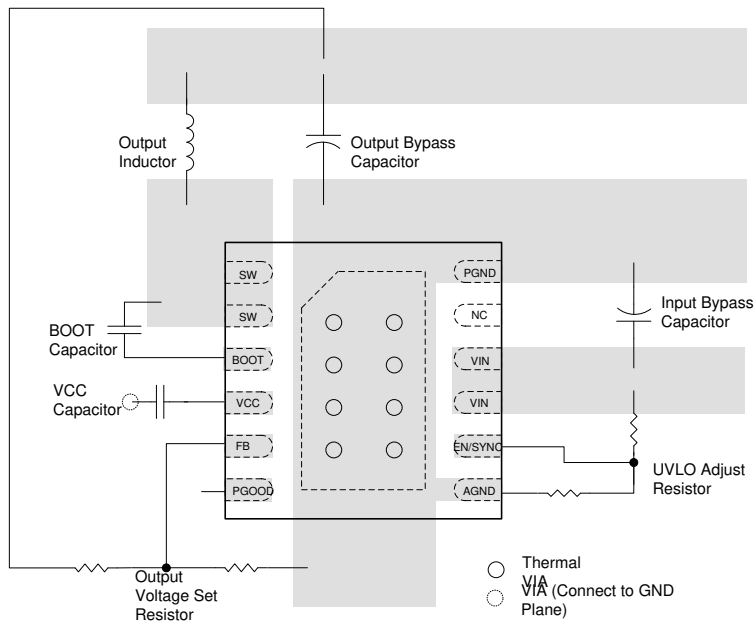 Output
Inductor
Output Bypass
Capacitor
SW
PGND
SW
NC
Input Bypass
Capacitor
BOOT
Capacitor
BOOT
VIN
VCC
Capacitor
VCC
VIN
FB
EN/SYNC
UVLO Adjust
Resistor
PGOOD
AGND
Output
Voltage Set
Resistor
Thermal
VIA
VIA (Connect to GND
Plane)